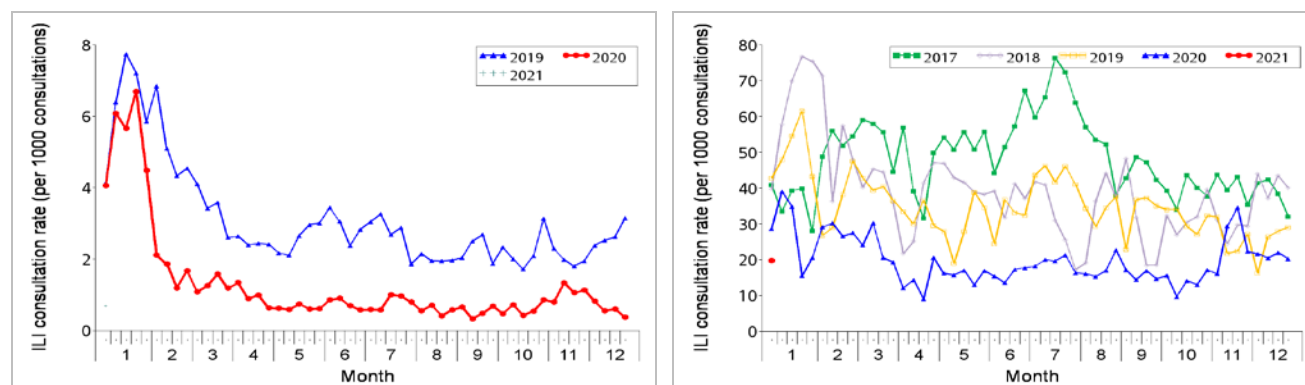 ILI consultation rate (per 1000 consultations)
8
6
4
2
0
2019 2020
2021
1 2 3 4 5 6 7 8 9 10 11 12
Month
ILI consultation rate (per 1000 consultations)
80
70
60
50
40
30
20
10
0
2017 2018 2019 2020 2021
1 2 3 4 5 6 7 8 9 10 11 12
Month